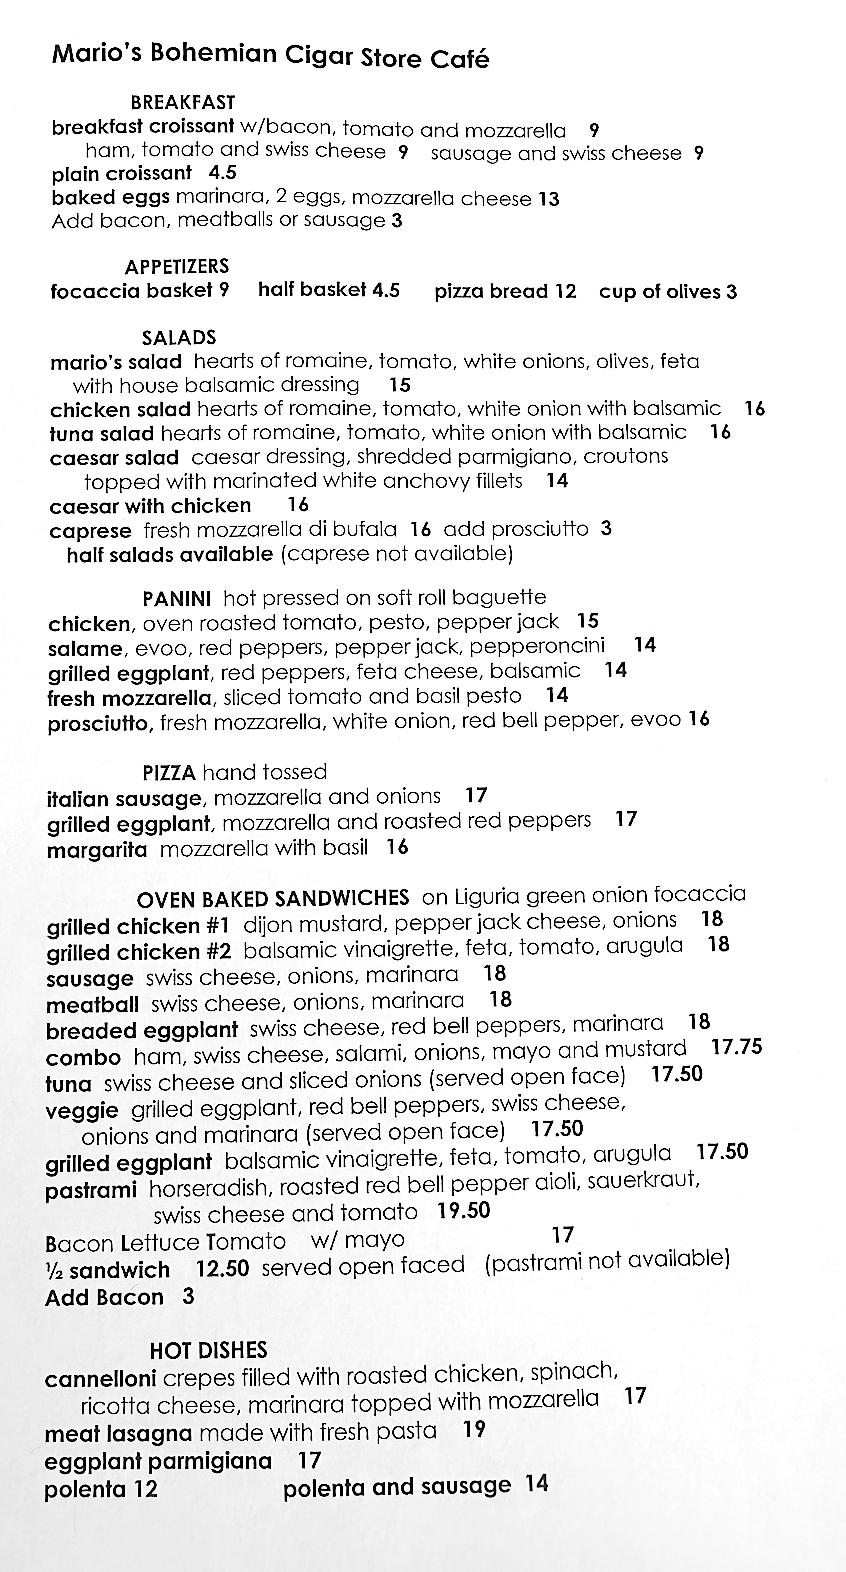 Mario's Bohemian Cigar Store Café
BREAKFAST
breakfast croissant w/bacon, tomato and mozzarella 9
ham, tomato and swiss cheese 9 sausage and swiss cheese 9
plain croissant 4.5
baked eggs marinara, 2 eggs, mozzarella cheese 13
Add bacon, meatballs or sausage 3
APPETIZERS
focaccia basket 9 half basket 4.5 pizza bread 12 cup of olives 3
SALADS
mario's salad hearts of romaine, tomato, white onions, olives, feta
with house balsamic dressing 15
chicken salad hearts of romaine, tomato, white onion with balsamic 16
tuna salad hearts of romaine, tomato, white onion with balsamic 16
caesar salad caesar dressing, shredded parmigiano, croutons
topped with marinated white anchovy fillets 14
caesar with chicken 16
caprese fresh mozzarella di bufala 16 add prosciutto 3
half salads available (caprese not available)
PANINI hot pressed on soft roll baguette
chicken, oven roasted tomato, pesto, pepper jack 15
salame, evoo, red peppers, pepper jack, pepperoncini 14
grilled eggplant, red peppers, feta cheese, balsamic 14
fresh mozzarella, sliced tomato and basil pesto 14
prosciutto, fresh mozzarella, white onion, red bell pepper, evoo 16
PIZZA hand tossed
italian sausage, mozzarella and onions 17
grilled eggplant, mozzarella and roasted red peppers 17
margarita mozzarella with basil 16
OVEN BAKED SANDWICHES on Liguria green onion focaccia
grilled chicken #1 dijon mustard, pepper jack cheese, onions 18
grilled chicken #2 balsamic vinaigrette, feta, tomato, arugula 18
sausage swiss cheese, onions, marinara 18
meatball swiss cheese, onions, marinara 18
breaded eggplant swiss cheese, red bell peppers, marinara 18
combo ham, swiss cheese, salami, onions, mayo and mustard 17.75
tuna swiss cheese and sliced onions (served open face) 17.50
veggie grilled eggplant, red bell peppers, swiss cheese,
onions and marinara (served open face) 17.50
grilled eggplant balsamic vinaigrette, feta, tomato, arugula 17.50
pastrami horseradish, roasted red bell pepper aioli, sauerkraut,
swiss cheese and tomato 19.50
Bacon Lettuce Tomato w/ mayo 17
½ sandwich 12.50 served open faced (pastrami not available)
Add Bacon 3
HOT DISHES
cannelloni crepes filled with roasted chicken, spinach,
ricotta cheese, marinara topped with mozzarella 17
meat lasagna made with fresh pasta 19
eggplant parmigiana 17
polenta 12 polenta and sausage 14